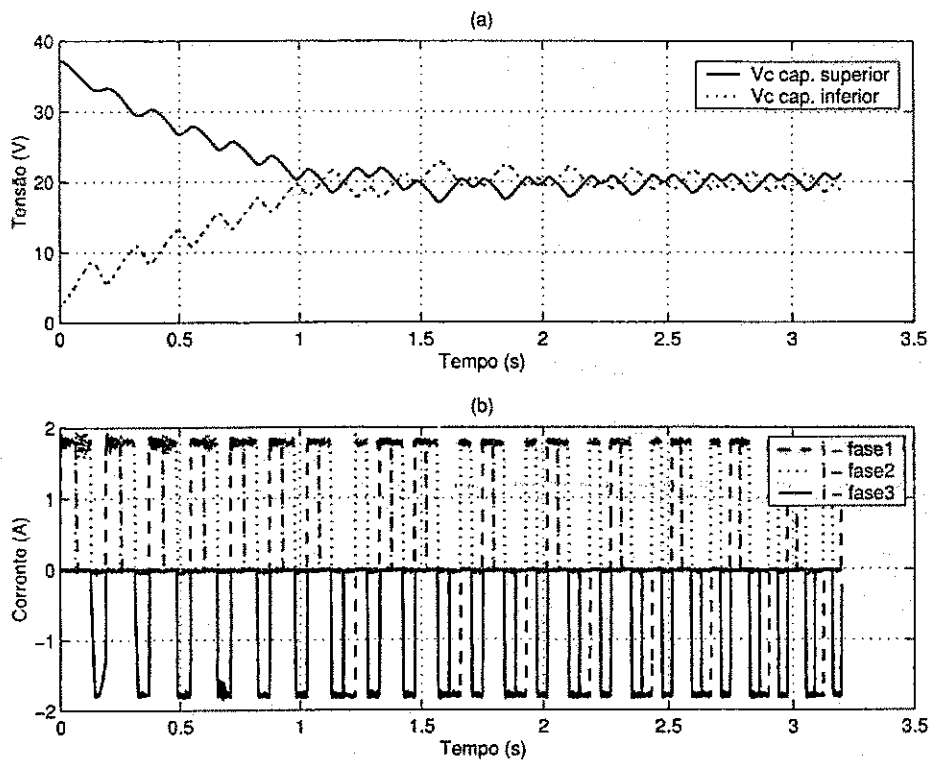 (a)
40
30
20
10
0
Tonsão (V)
Vc cap. superior
Vc cap. inferior
0
0.5
1
1.5
2
2.5
3
3.5
Tempo (s)
(b)
2
1
0
−1
−2
Corronto (A)
i − fase1
i − fase2
i − fase3
0
0.5
1
1.5
2
2.5
3
3.5
Tempo (s)